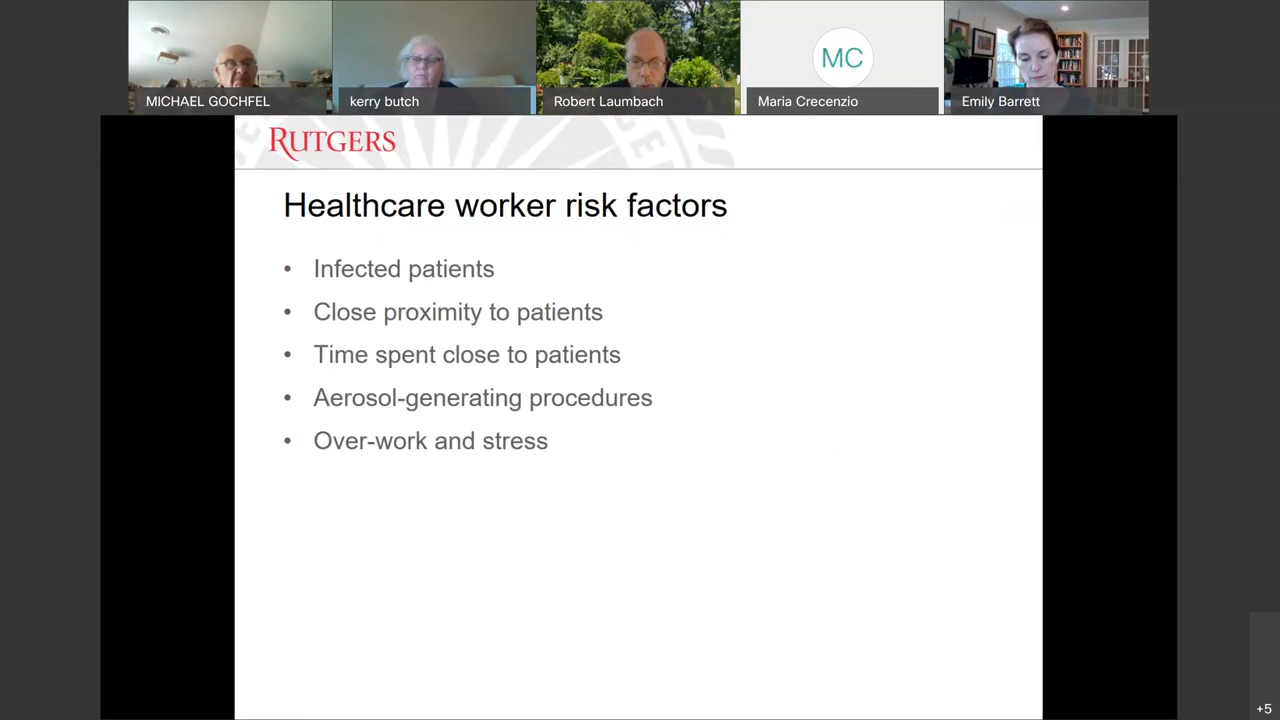 MICHAEL GOCHFEL
kerry butch
Robert Laumbach
MC
Maria Crecenzio
Emily Barrett
RUTGERS
Healthcare worker risk factors
• Infected patients
• Close proximity to patients
• Time spent close to patients
• Aerosol-generating procedures
• Over-work and stress
+5